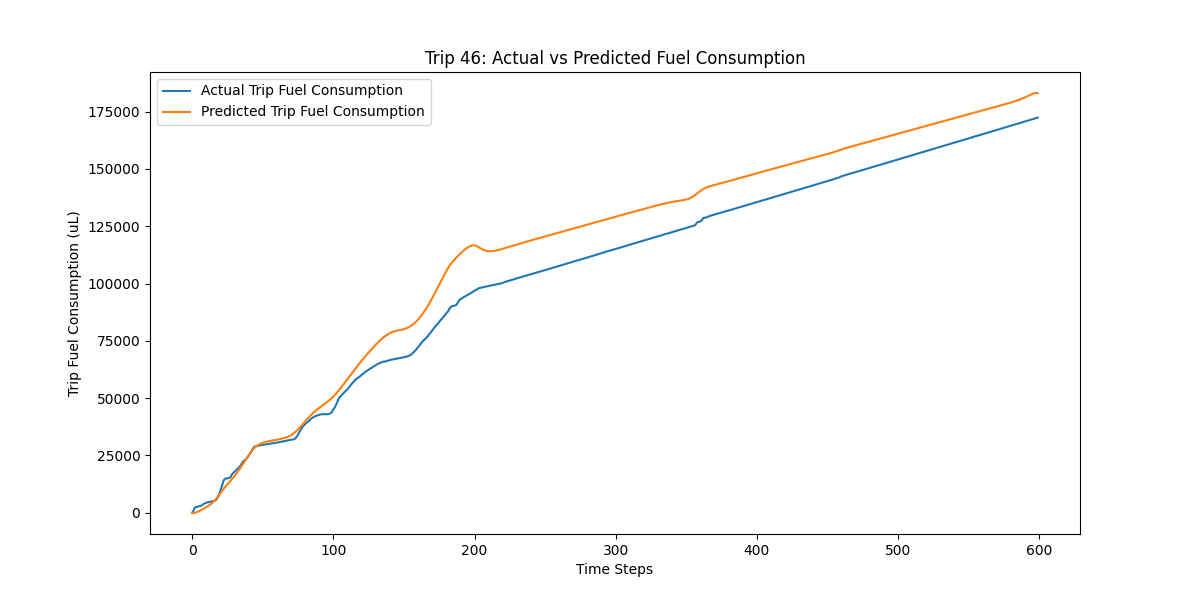 Trip 46: Actual vs Predicted Fuel Consumption
Actual Trip Fuel Consumption
Predicted Trip Fuel Consumption
Trip Fuel Consumption (uL)
175000
150000
125000
100000
75000
50000
25000
0
0 100 200 300 400 500 600
Time Steps